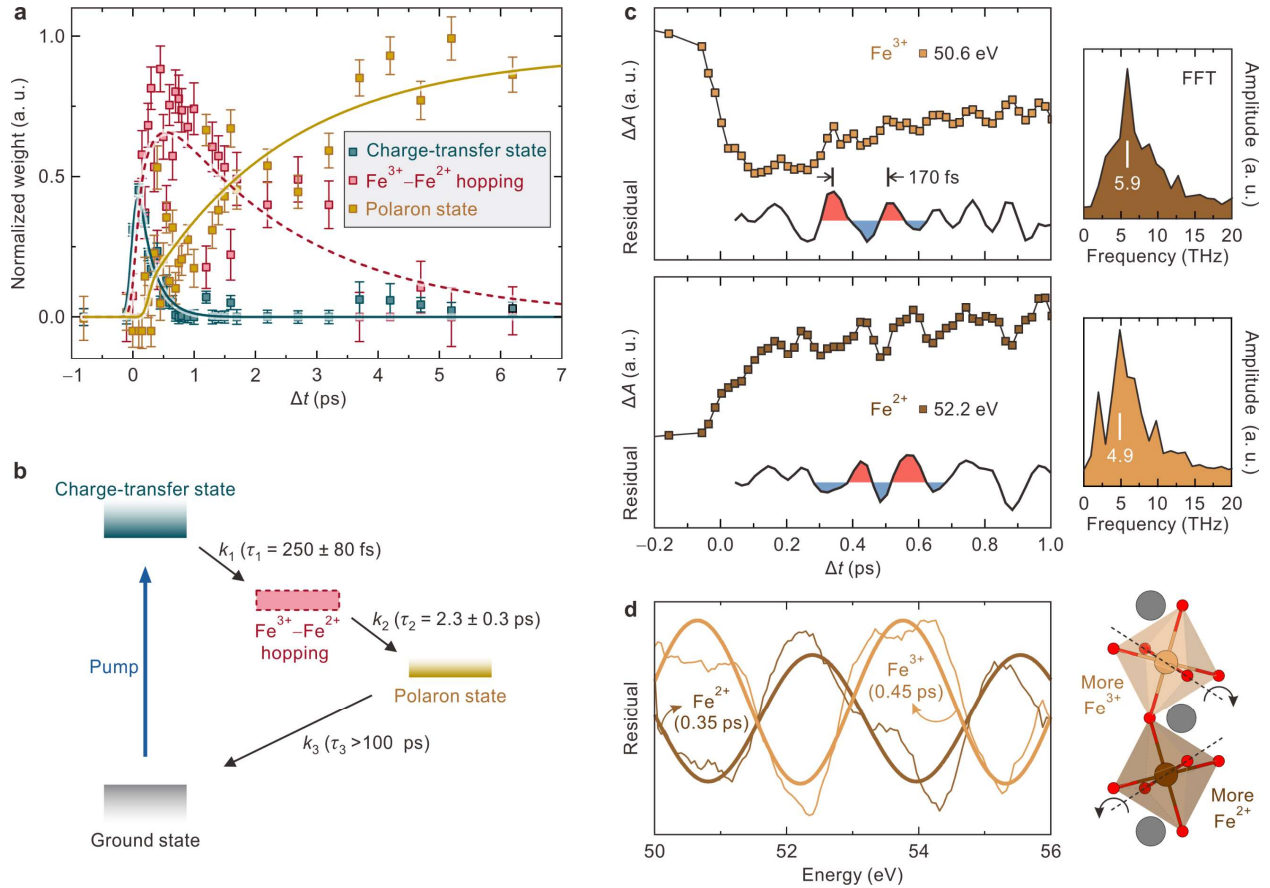 a
Normalized weight (a. u.)
1.0
0.5
0.0
Charge-transfer state
Fe³⁺–Fe²⁺ hopping
Polaron state
−1 0 1 2 3 4 5 6 7
Δt (ps)
b
Charge-transfer state
k₁ (τ₁ = 250 ± 80 fs)
Fe³⁺–Fe²⁺
hopping
k₂ (τ₂ = 2.3 ± 0.3 ps)
Pump
Polaron state
k₃ (τ₃ >100 ps)
Ground state
c
ΔA (a. u.)
Fe³⁺ 50.6 eV
170 fs
Residual
FFT
5.9
Amplitude (a. u.)
0 5 10 15 20
Frequency (THz)
ΔA (a. u.)
Fe²⁺ 52.2 eV
Residual
−0.2 0.0 0.2 0.4 0.6 0.8 1.0
Δt (ps)
4.9
Amplitude (a. u.)
0 5 10 15 20
Frequency (THz)
d
Residual
Fe²⁺
(0.35 ps)
Fe³⁺
(0.45 ps)
50 52 54 56
Energy (eV)
More
Fe³⁺
More
Fe²⁺